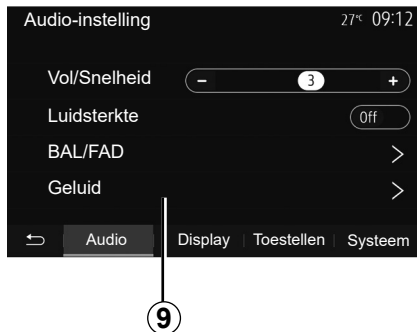 Audio-instelling 27°C 09:12
Vol/Snelheid - 3 +
Luidsterkte Off
BAL/FAD >
Geluid >
Audio Display Toestellen Systeem
9